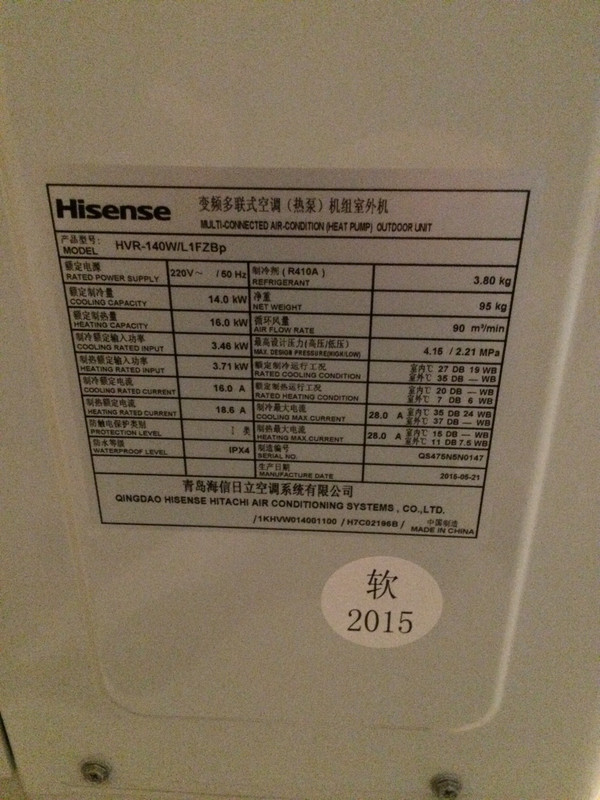 Hisense
变频多联式空调（热泵）机组室外机
MULTI-CONNECTED AIR-CONDITION (HEAT PUMP) OUTDOOR UNIT
产品型号:
MODEL HVR-140W/L1FZBp
额定电源
RATED POWER SUPPLY 220V～ / 50 Hz
制冷剂 (R410A)
REFRIGERANT 3.80 kg
额定制冷量
COOLING CAPACITY 14.0 kW
净重
NET WEIGHT 95 kg
额定制热量
HEATING CAPACITY 16.0 kW
循环风量
AIR FLOW RATE 90 m³/min
制冷额定输入功率
COOLING RATED INPUT 3.46 kW
最高设计压力(高压/低压)
MAX. DESIGN PRESSURE(HIGH/LOW) 4.15 / 2.21 MPa
制热额定输入功率
HEATING RATED INPUT 3.71 kW
额定制冷运行工况
RATED COOLING CONDITION
室内℃ 27 DB 19 WB
室外℃ 35 DB — WB
制冷额定电流
COOLING RATED CURRENT 16.0 A
额定制热运行工况
RATED HEATING CONDITION
室内℃ 20 DB — WB
室外℃ 7 DB 6 WB
制热额定电流
HEATING RATED CURRENT 18.6 A
制冷最大电流
COOLING MAX.CURRENT 28.0 A
室内℃ 35 DB 24 WB
室外℃ 37 DB — WB
防触电保护类别
PROTECTION LEVEL I 类
制热最大电流
HEATING MAX.CURRENT 28.0 A
室内℃ 15 DB — WB
室外℃ 11 DB 7.5 WB
防水等级
WATERPROOF LEVEL IPX4
制造编号
SERIAL NO. QS475N5N0147
生产日期
MANUFACTURE DATE 2015-05-21
青岛海信日立空调系统有限公司
QINGDAO HISENSE HITACHI AIR CONDITIONING SYSTEMS , CO.,LTD.
/1KHVW014001100 / H7C02196B /
中国制造
MADE IN CHINA
软
2015